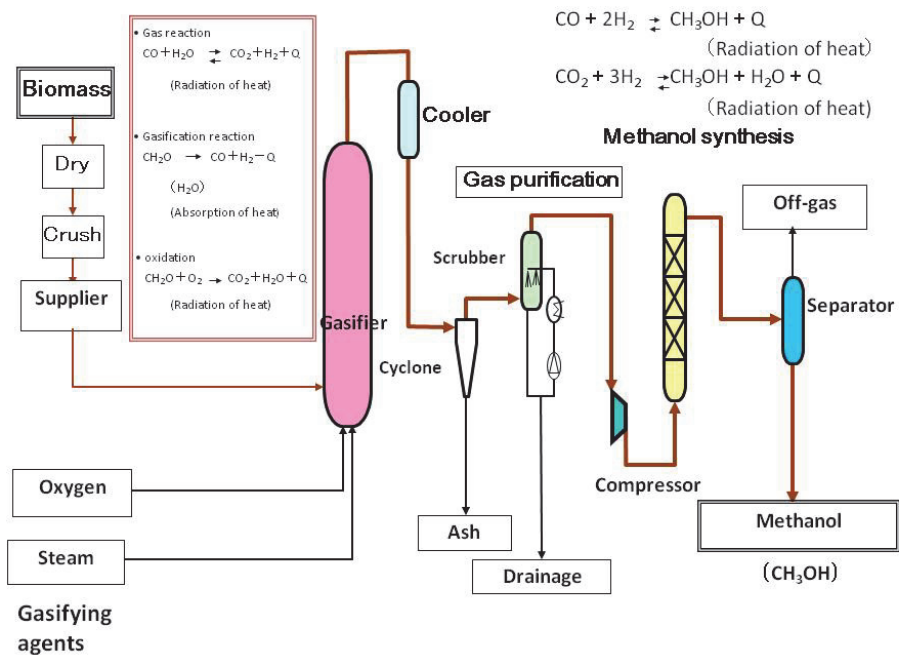 Biomass
Dry
Crush
Supplier
• Gas reaction
CO+H₂O ⇄ CO₂+H₂+Q
(Radiation of heat)
• Gasification reaction
CH₂O → CO+H₂−Q
(H₂O)
(Absorption of heat)
• oxidation
CH₂O+O₂ → CO₂+H₂O+Q
(Radiation of heat)
Gasifier
Cooler
CO + 2H₂ ⇄ CH₃OH + Q
(Radiation of heat)
CO₂ + 3H₂ ⇄ CH₃OH + H₂O + Q
(Radiation of heat)
Methanol synthesis
Gas purification
Scrubber
Cyclone
Off-gas
Separator
Compressor
Oxygen
Steam
Gasifying
agents
Ash
Drainage
Methanol
(CH₃OH)